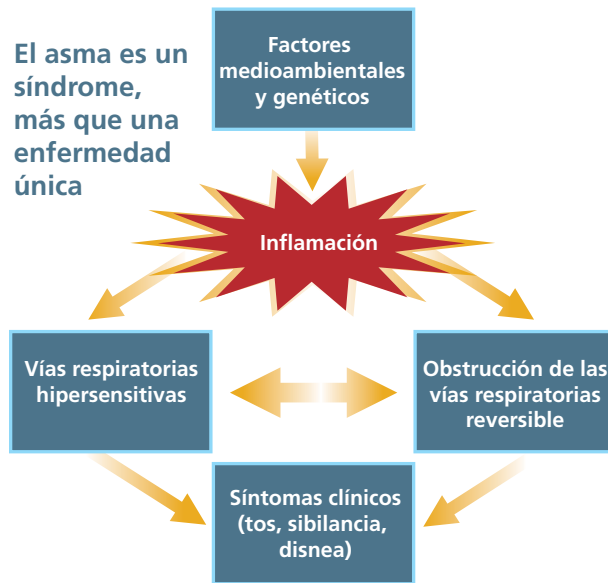 El asma es un
síndrome,
más que una
enfermedad
única
Factores
medioambientales
y genéticos
Inflamación
Vías respiratorias
hipersensitivas
Obstrucción de las
vías respiratorias
reversible
Síntomas clínicos
(tos, sibilancia,
disnea)